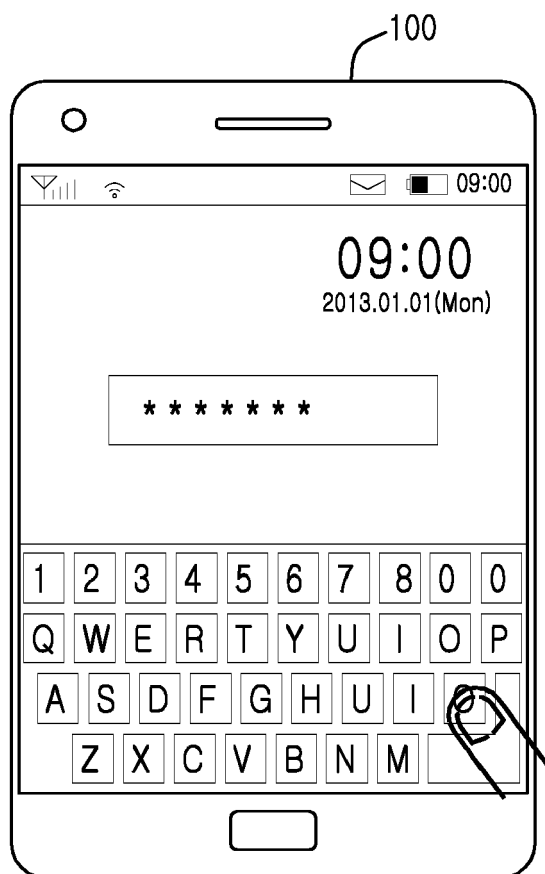 100
09:00
09:00
2013.01.01(Mon)
*******
1 2 3 4 5 6 7 8 0 0
Q W E R T Y U I O P
A S D F G H U I O
Z X C V B N M